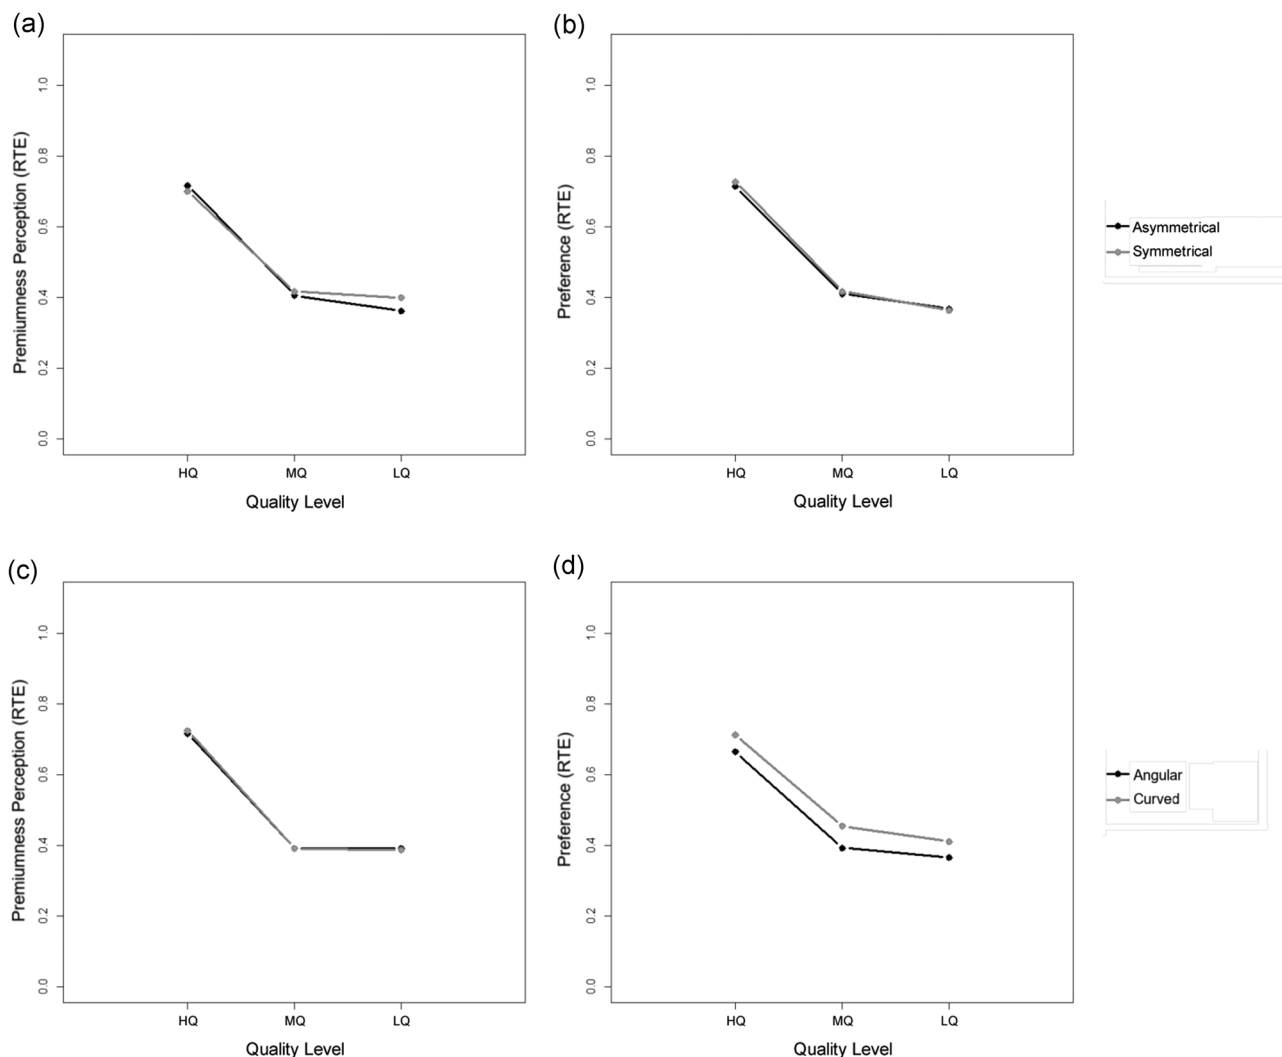 (a)
Premiumness Perception (RTE)
1.0
0.8
0.6
0.4
0.2
0.0
HQ MQ LQ
Quality Level
(b)
Preference (RTE)
1.0
0.8
0.6
0.4
0.2
0.0
HQ MQ LQ
Quality Level
Asymmetrical
Symmetrical
(c)
Premiumness Perception (RTE)
1.0
0.8
0.6
0.4
0.2
0.0
HQ MQ LQ
Quality Level
(d)
Preference (RTE)
1.0
0.8
0.6
0.4
0.2
0.0
HQ MQ LQ
Quality Level
Angular
Curved